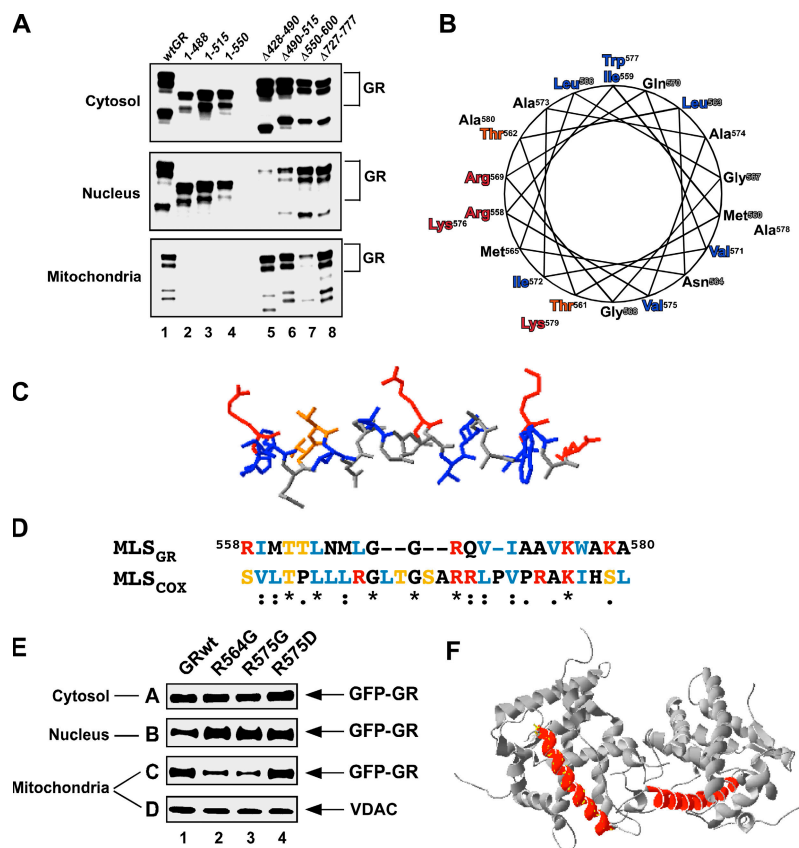 A
wtGR 1-488 1-515 1-550 Δ428-490 Δ490-515 Δ550-600 Δ727-777
Cytosol GR
Nucleus GR
Mitochondria GR
1 2 3 4 5 6 7 8
B
Trp577
Ile559
Leu566
Gln570
Leu563
Ala573
Ala580
Thr562
Ala574
Arg569
Gly567
Lys576
Arg558
Met560
Ala578
Met565
Val571
Ile572
Asn564
Thr561
Gly568
Val575
Lys579
C
D
MLSGR 558RIMTTLNMLG--G--RQV-IAAVKWAKA580
MLSCOX SVLTPLLLRGLTGSARRLPVPRAKIHSL
::*.* : * * *:: :. * .
E
GRwt R564G R575G R575D
Cytosol A GFP-GR
Nucleus B GFP-GR
Mitochondria
C GFP-GR
D VDAC
1 2 3 4
F